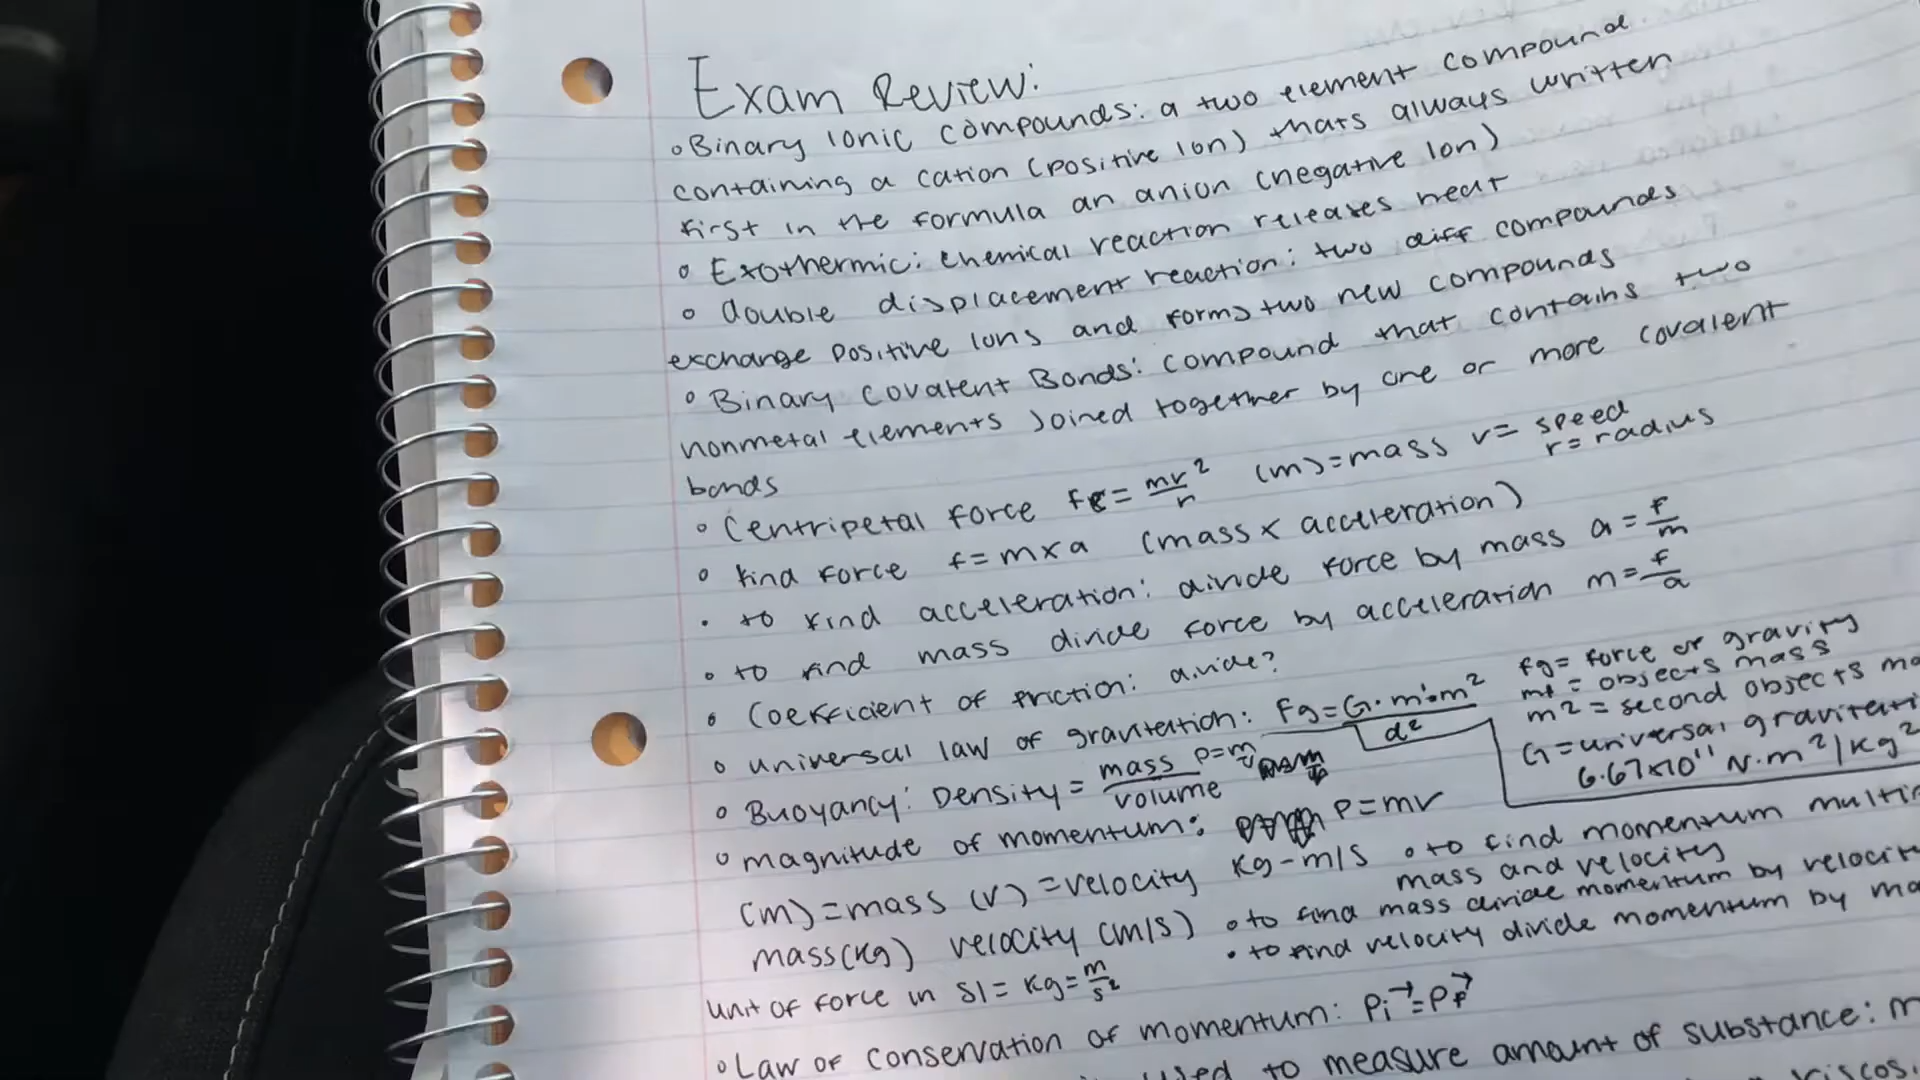 Exam Review:
• Binary Ionic compounds: a two element compound
containing a cation (positive ion) thats always written
first in the formula an anion (negative ion)
• Exothermic: chemical reaction releases heat
• double displacement reaction: two diff compounds
exchange positive ions and forms two new compounds
• Binary Covalent Bonds: compound that contains two
nonmetal elements joined together by one or more covalent
bonds
• Centripetal force fc = mv²/r (m) = mass v = speed
r = radius
• find force f = m x a (mass x acceleration)
• to find acceleration: divide force by mass a = f/m
• to find mass divide force by acceleration m = f/a
• Coefficient of friction: divide?
• universal law of gravitation: Fg = G · m¹ · m² / d²
fg = force of gravity
m1 = objects mass
m2 = second objects
G = universal
6.67x10¹¹ N·m²/kg²
• Buoyancy: Density = mass/volume p = m/v
• magnitude of momentum: P = mv
(m) = mass (v) = velocity kg-m/s • to find momentum
mass and velocity
mass(kg) velocity (m/s) • to find mass divide momentum by
• to find velocity divide momentum by
unit of force in SI = kg = m/s²
• Law of conservation of momentum: Pi→ = Pf→
used to measure amount of substance: